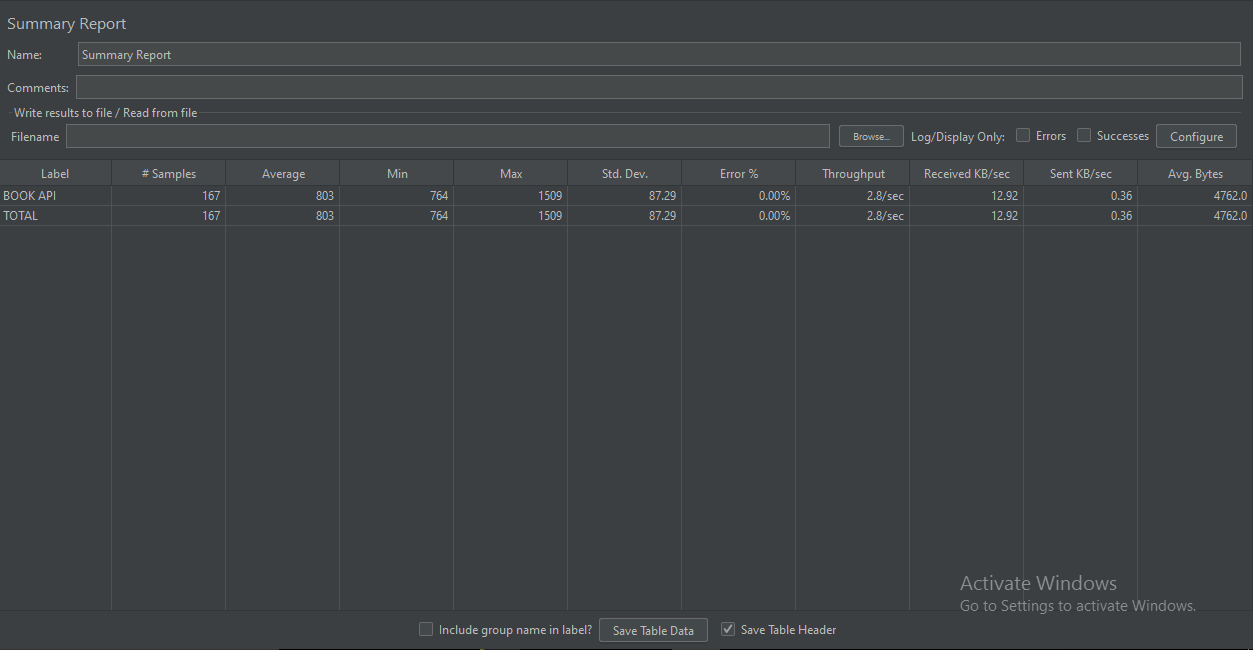 Summary Report
Name: Summary Report
Comments:
Write results to file / Read from file
Filename Browse... Log/Display Only: Errors Successes Configure
Label # Samples Average Min Max Std. Dev. Error % Throughput Received KB/sec Sent KB/sec Avg. Bytes
BOOK API 167 803 764 1509 87.29 0.00% 2.8/sec 12.92 0.36 4762.0
TOTAL 167 803 764 1509 87.29 0.00% 2.8/sec 12.92 0.36 4762.0
Activate Windows
Go to Settings to activate Windows.
Include group name in label? Save Table Data Save Table Header